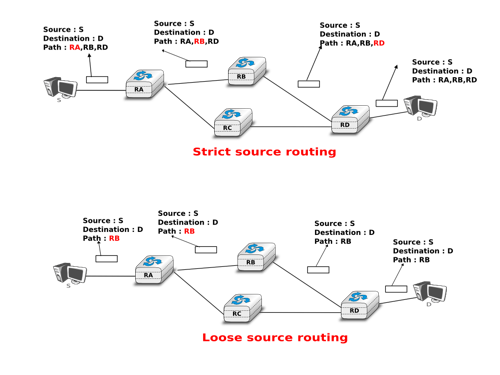 Source : S
Destination : D
Path : RA,RB,RD
Source : S
Destination : D
Path : RA,RB,RD
Source : S
Destination : D
Path : RA,RB,RD
Source : S
Destination : D
Path : RA,RB,RD
S
RA
RB
RC
RD
D
Strict source routing
Source : S
Destination : D
Path : RB
Source : S
Destination : D
Path : RB
Source : S
Destination : D
Path : RB
Source : S
Destination : D
Path : RB
S
RA
RB
RC
RD
D
Loose source routing